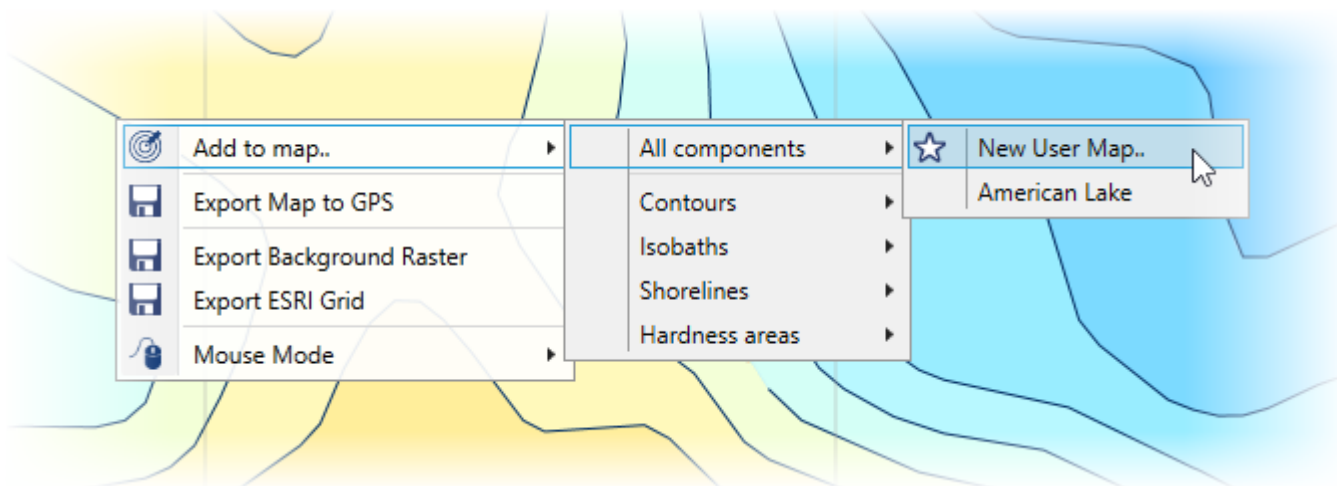 Add to map..
Export Map to GPS
Export Background Raster
Export ESRI Grid
Mouse Mode
All components
Contours
Isobaths
Shorelines
Hardness areas
New User Map..
American Lake